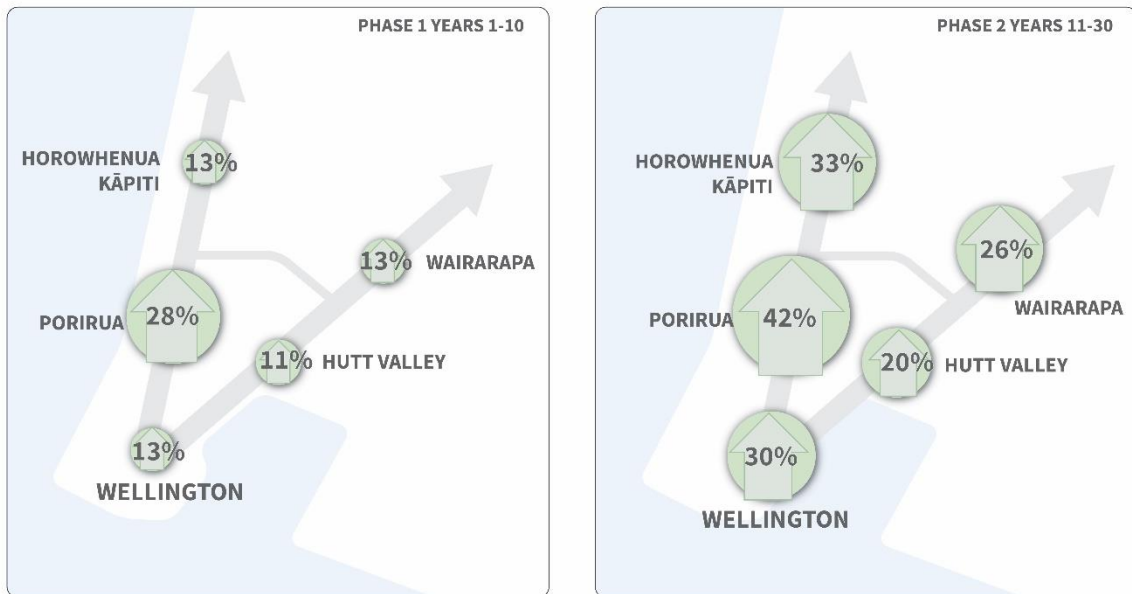 PHASE 1 YEARS 1-10
HOROWHENUA
KĀPITI
13%
13%
WAIRARAPA
PORIRUA
28%
11%
HUTT VALLEY
13%
WELLINGTON
PHASE 2 YEARS 11-30
HOROWHENUA
KĀPITI
33%
26%
WAIRARAPA
PORIRUA
42%
20%
HUTT VALLEY
30%
WELLINGTON